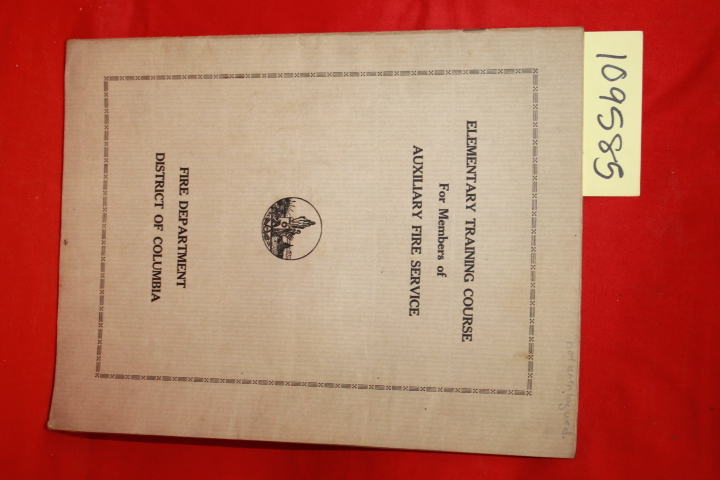 109585
ELEMENTARY TRAINING COURSE
For Members of
AUXILIARY FIRE SERVICE
FIRE DEPARTMENT
DISTRICT OF COLUMBIA